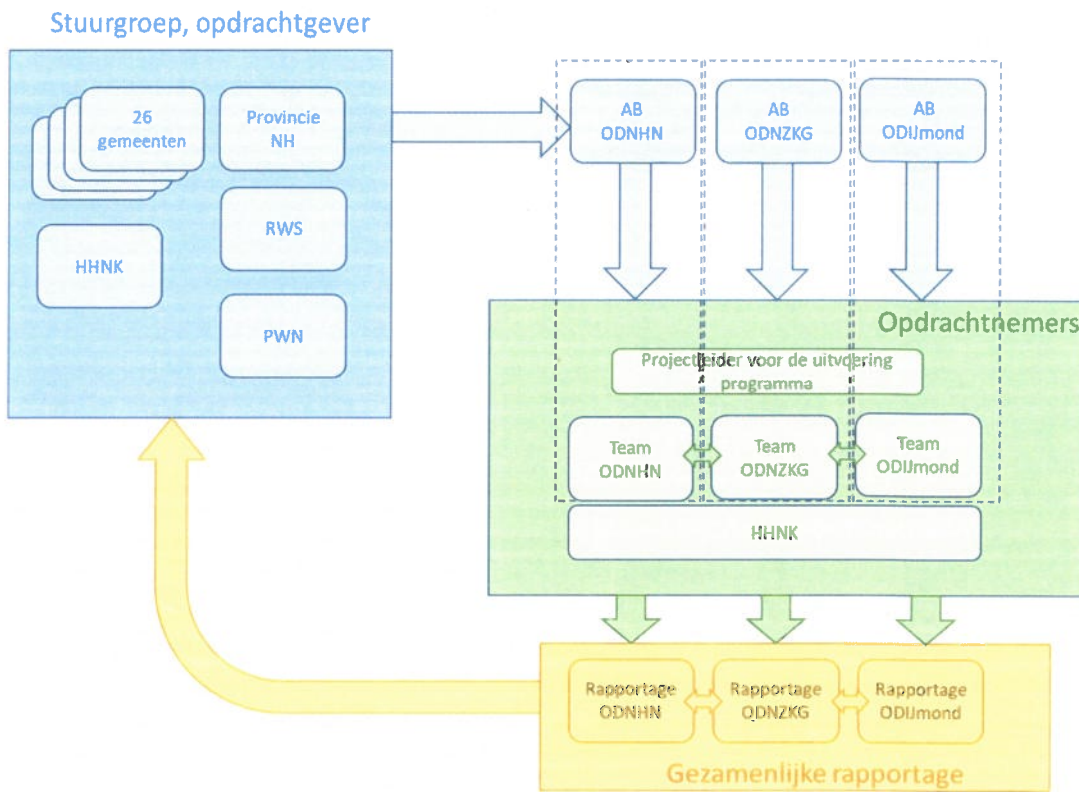 Stuurgroep, opdrachtgever
26
gemeenten
Provincie
NH
RWS
HHNK
PWN
AB
ODNHN
AB
ODNZKG
AB
ODIJmond
Opdrachtnemers
Projectleider voor de uitvoering
programma
Team
ODNHN
Team
ODNZKG
Team
ODIJmond
HHNK
Rapportage
ODNHN
Rapportage
ODNZKG
Rapportage
ODIJmond
Gezamenlijke rapportage